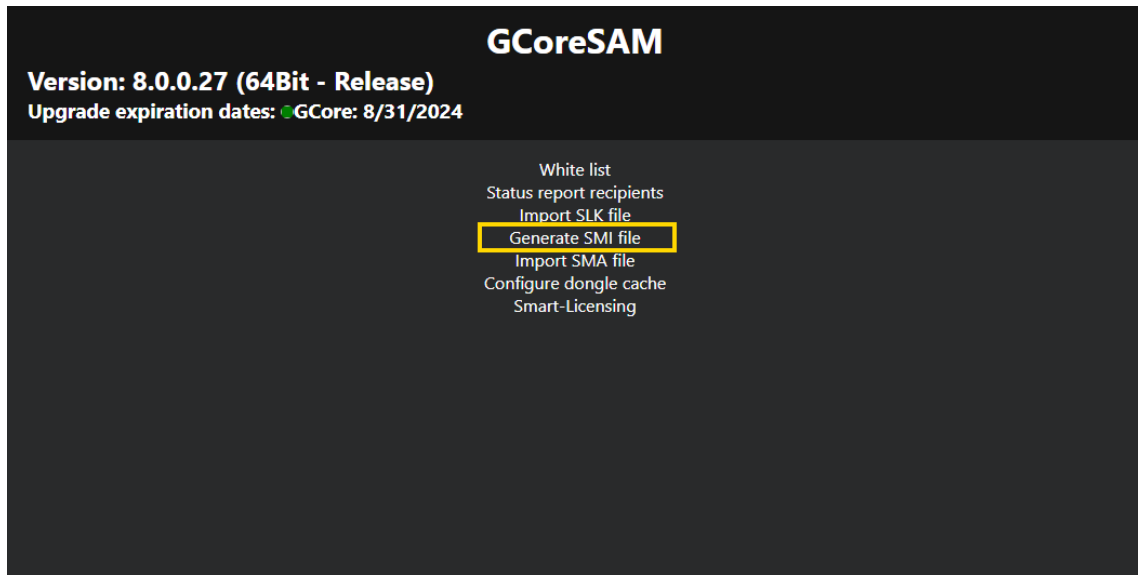 GCoreSAM
Version: 8.0.0.27 (64Bit - Release)
Upgrade expiration dates: GCore: 8/31/2024
White list
Status report recipients
Import SLK file
Generate SMI file
Import SMA file
Configure dongle cache
Smart-Licensing